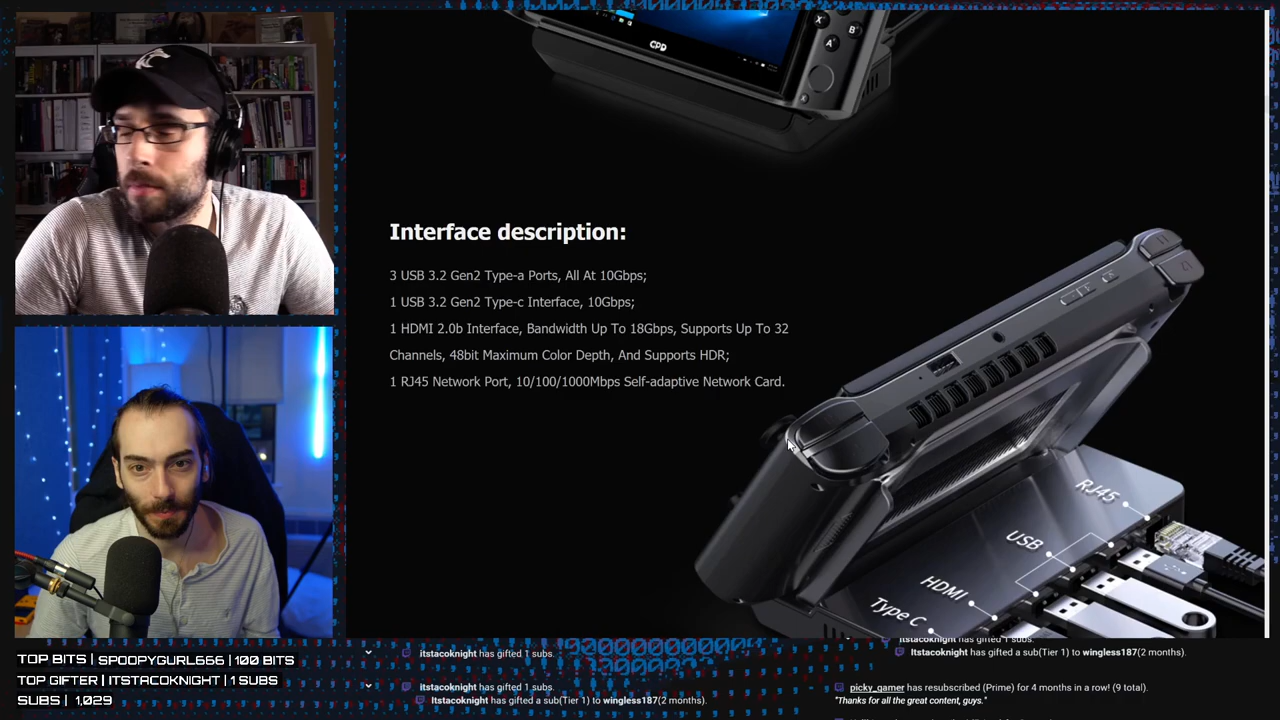 GPD
X
B
A
Interface description:
3 USB 3.2 Gen2 Type-a Ports, All At 10Gbps;
1 USB 3.2 Gen2 Type-c Interface, 10Gbps;
1 HDMI 2.0b Interface, Bandwidth Up To 18Gbps, Supports Up To 32
Channels, 48bit Maximum Color Depth, And Supports HDR;
1 RJ45 Network Port, 10/100/1000Mbps Self-adaptive Network Card.
RJ45
USB
HDMI
Type C
TOP BITS | SPOOPYGURL666 | 100 BITS
TOP GIFTER | ITSTACOKNIGHT | 1 SUBS
SUBS | 1,029
itstacoknight has gifted 1 subs.
Itstacoknight has gifted a sub(Tier 1) to wingless187(2 months).
itstacoknight has gifted 1 subs.
itstacoknight has gifted 1 subs.
Itstacoknight has gifted a sub(Tier 1) to wingless187(2 months).
picky_gamer has resubscribed (Prime) for 4 months in a row! (9 total).
"Thanks for all the great content, guys."